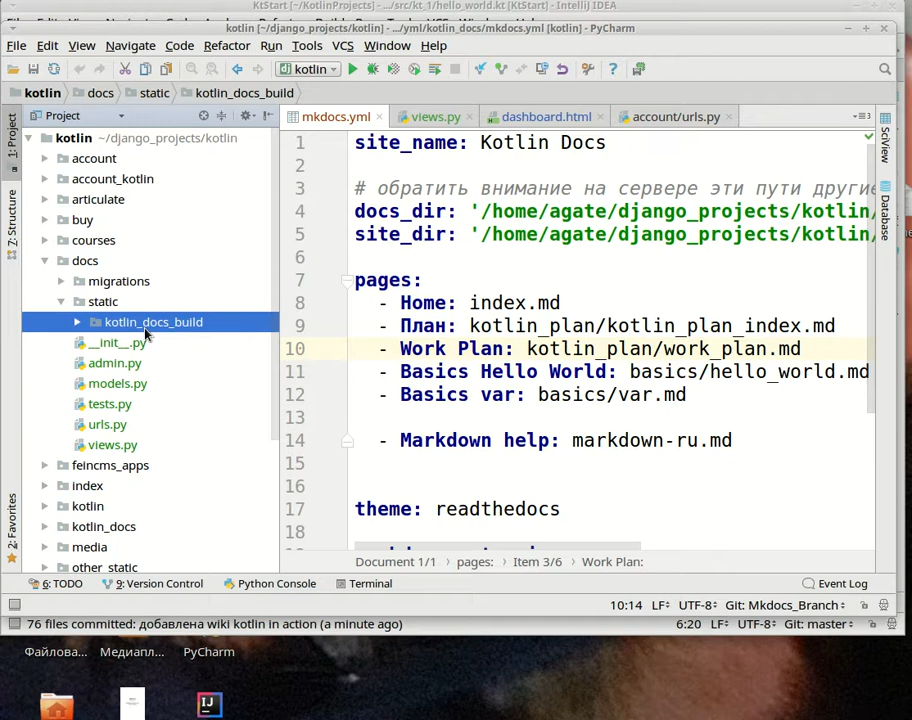 KtStart [~/KotlinProjects] - .../src/kt_1/hello_world.kt [KtStart] - IntelliJ IDEA
kotlin [~/django_projects/kotlin] - .../yml/kotlin_docs/mkdocs.yml [kotlin] - PyCharm
File Edit View Navigate Code Refactor Run Tools VCS Window Help
kotlin
kotlin docs static kotlin_docs_build
Project
mkdocs.yml views.py dashboard.html account/urls.py
1: Project
7: Structure
2: Favorites
kotlin ~/django_projects/kotlin
account
account_kotlin
articulate
buy
courses
docs
migrations
static
kotlin_docs_build
__init__.py
admin.py
models.py
tests.py
urls.py
views.py
feincms_apps
index
kotlin
kotlin_docs
media
other_static
1 site_name: Kotlin Docs
2
3 # обратить внимание на сервере эти пути другие
4 docs_dir: '/home/agate/django_projects/kotlin/
5 site_dir: '/home/agate/django_projects/kotlin/
6
7 pages:
8 - Home: index.md
9 - План: kotlin_plan/kotlin_plan_index.md
10 - Work Plan: kotlin_plan/work_plan.md
11 - Basics Hello World: basics/hello_world.md
12 - Basics var: basics/var.md
13
14 - Markdown help: markdown-ru.md
15
16
17 theme: readthedocs
18
SciView
Database
Document 1/1 pages: Item 3/6 Work Plan:
6: TODO 9: Version Control Python Console Terminal Event Log
10:14 LF÷ UTF-8÷ Git: Mkdocs_Branch÷
76 files committed: добавлена wiki kotlin in action (a minute ago) 6:20 LF÷ UTF-8÷ Git: master÷
Файлова... Медиапл... PyCharm